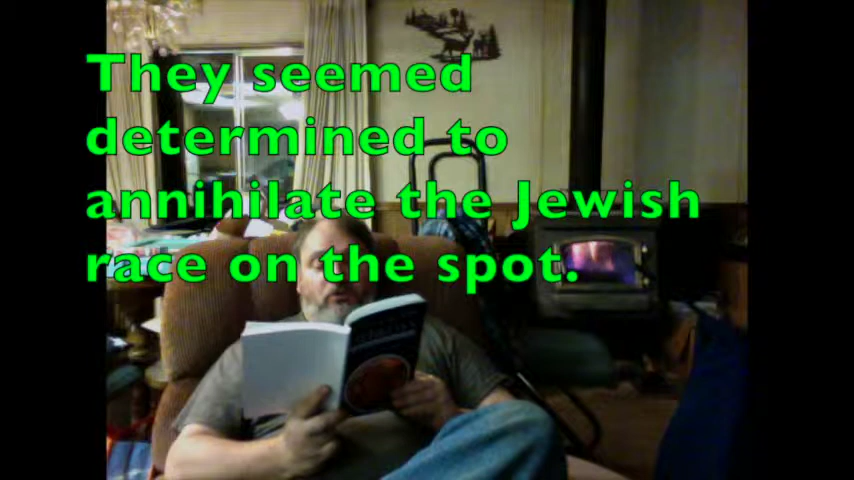 They seemed
determined to
annihilate the Jewish
race on the spot.